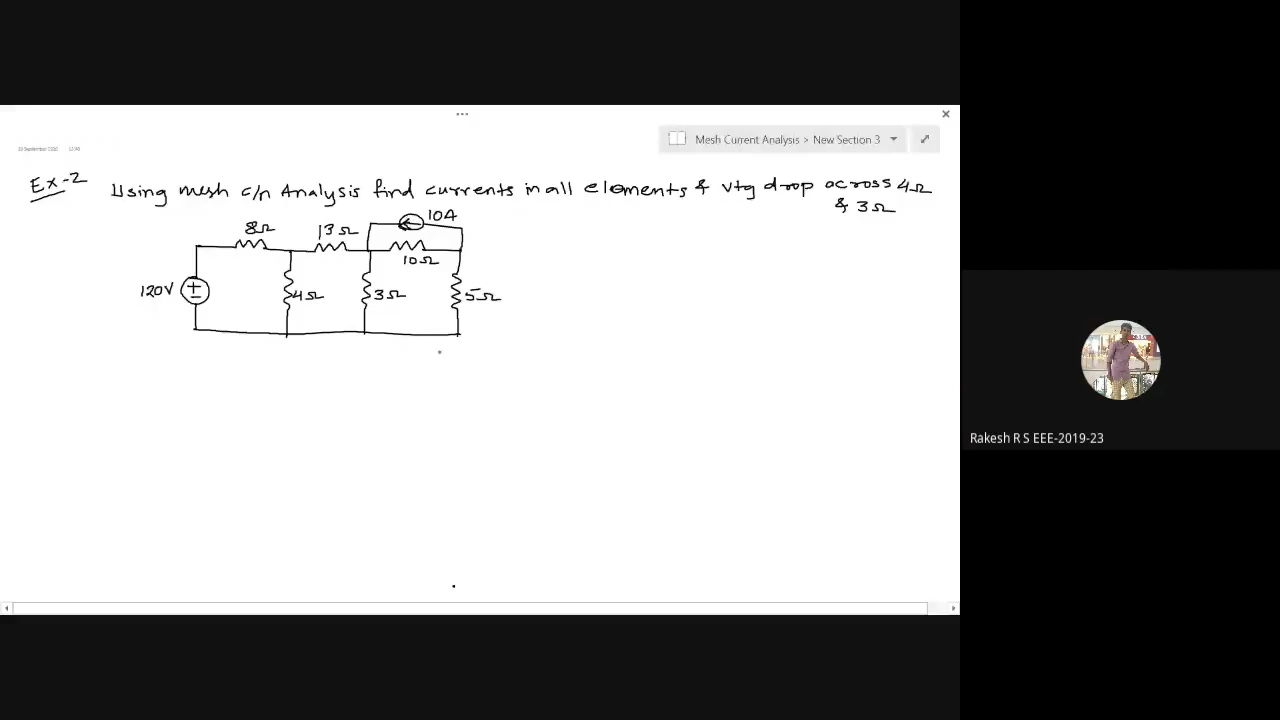 Mesh Current Analysis > New Section 3
Ex-2 Using mesh c/n Analysis find currents in all elements & vtg drop across 4Ω
& 3Ω
10A
8Ω 13Ω
10Ω
120V 4Ω 3Ω 5Ω
Rakesh R S EEE-2019-23